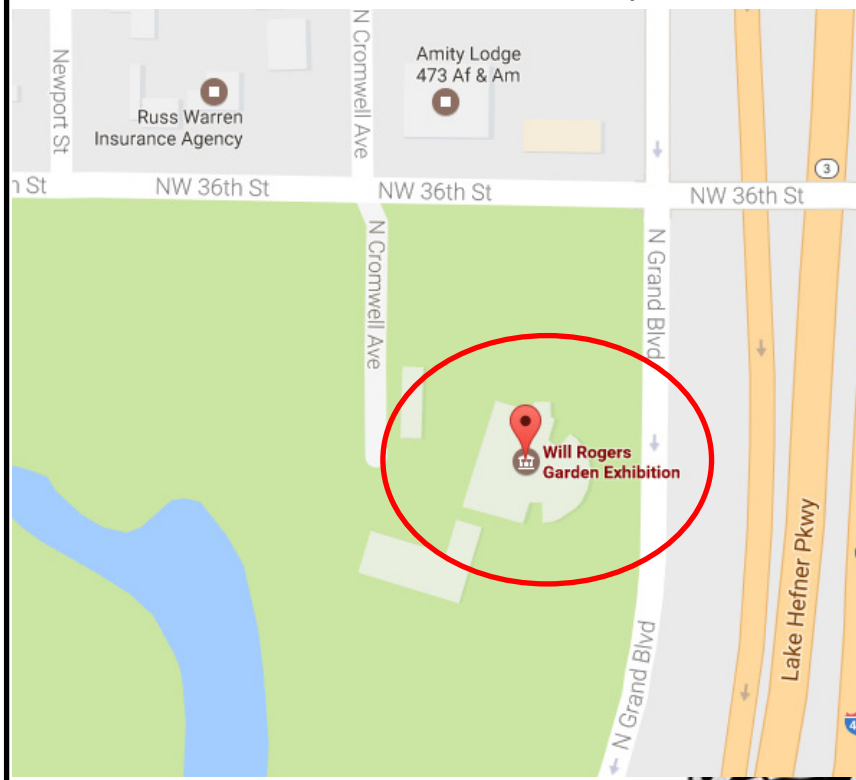 Newport St
N Cromwell Ave
Amity Lodge
473 Af & Am
Russ Warren
Insurance Agency
3
h St
NW 36th St
NW 36th St
NW 36th St
N Cromwell Ave
N Grand Blvd
Will Rogers
Garden Exhibition
Lake Hefner Pkwy
N Grand Blvd
4